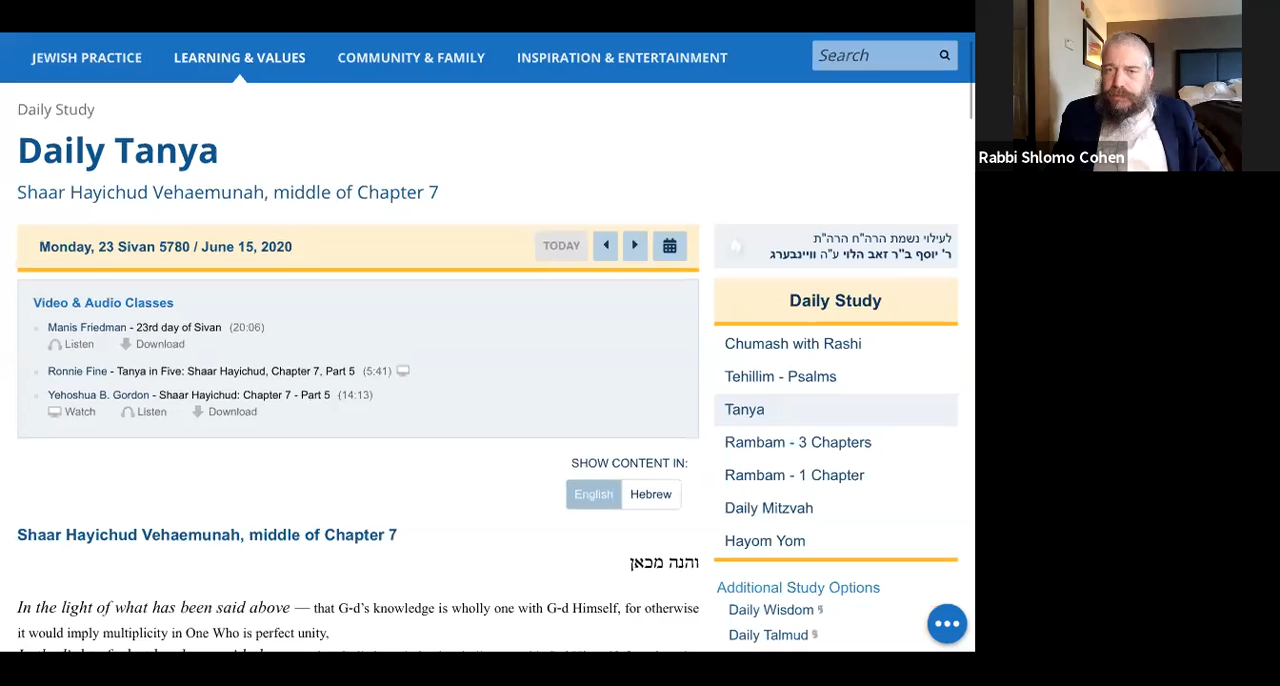 JEWISH PRACTICE LEARNING & VALUES COMMUNITY & FAMILY INSPIRATION & ENTERTAINMENT Search
Rabbi Shlomo Cohen
Daily Study
Daily Tanya
Shaar Hayichud Vehaemunah, middle of Chapter 7
Monday, 23 Sivan 5780 / June 15, 2020 TODAY
Video & Audio Classes
Manis Friedman - 23rd day of Sivan (20:06)
Listen Download
Ronnie Fine - Tanya in Five: Shaar Hayichud, Chapter 7, Part 5 (5:41)
Yehoshua B. Gordon - Shaar Hayichud: Chapter 7 - Part 5 (14:13)
Watch Listen Download
SHOW CONTENT IN:
English Hebrew
Shaar Hayichud Vehaemunah, middle of Chapter 7
והנה מכאן
In the light of what has been said above — that G-d's knowledge is wholly one with G-d Himself, for otherwise
it would imply multiplicity in One Who is perfect unity,
לעילוי נשמת הרה"ח הרה"ת
ר' יוסף ב"ר זאב הלוי ע"ה וויינבערג
Daily Study
Chumash with Rashi
Tehillim - Psalms
Tanya
Rambam - 3 Chapters
Rambam - 1 Chapter
Daily Mitzvah
Hayom Yom
Additional Study Options
Daily Wisdom
Daily Talmud